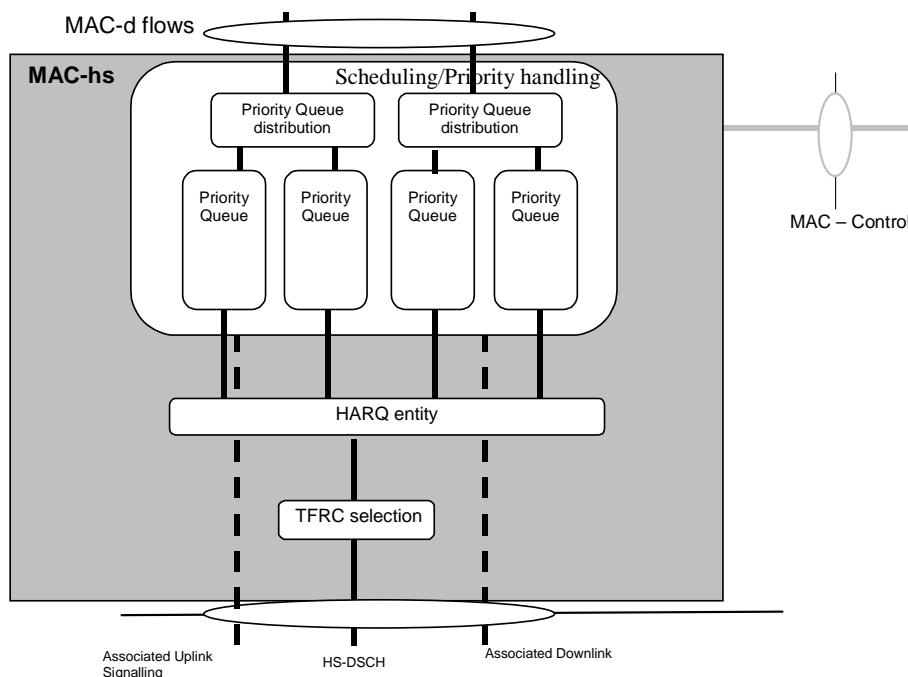 MAC-d flows
MAC-hs
Scheduling/Priority handling
Priority Queue
distribution
Priority Queue
distribution
Priority
Queue
Priority
Queue
Priority
Queue
Priority
Queue
MAC – Control
HARQ entity
TFRC selection
Associated Uplink
Signalling
HS-DSCH
Associated Downlink